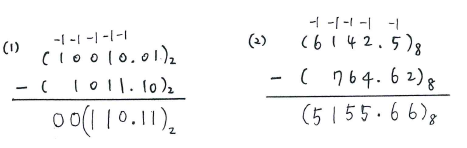 (1)
-1 -1 -1 -1 -1
(10010.01)₂
- ( 1011.10)₂
00(110.11)₂
(2)
-1 -1 -1 -1 -1
(6142.5)₈
- ( 764.62)₈
(5155.66)₈